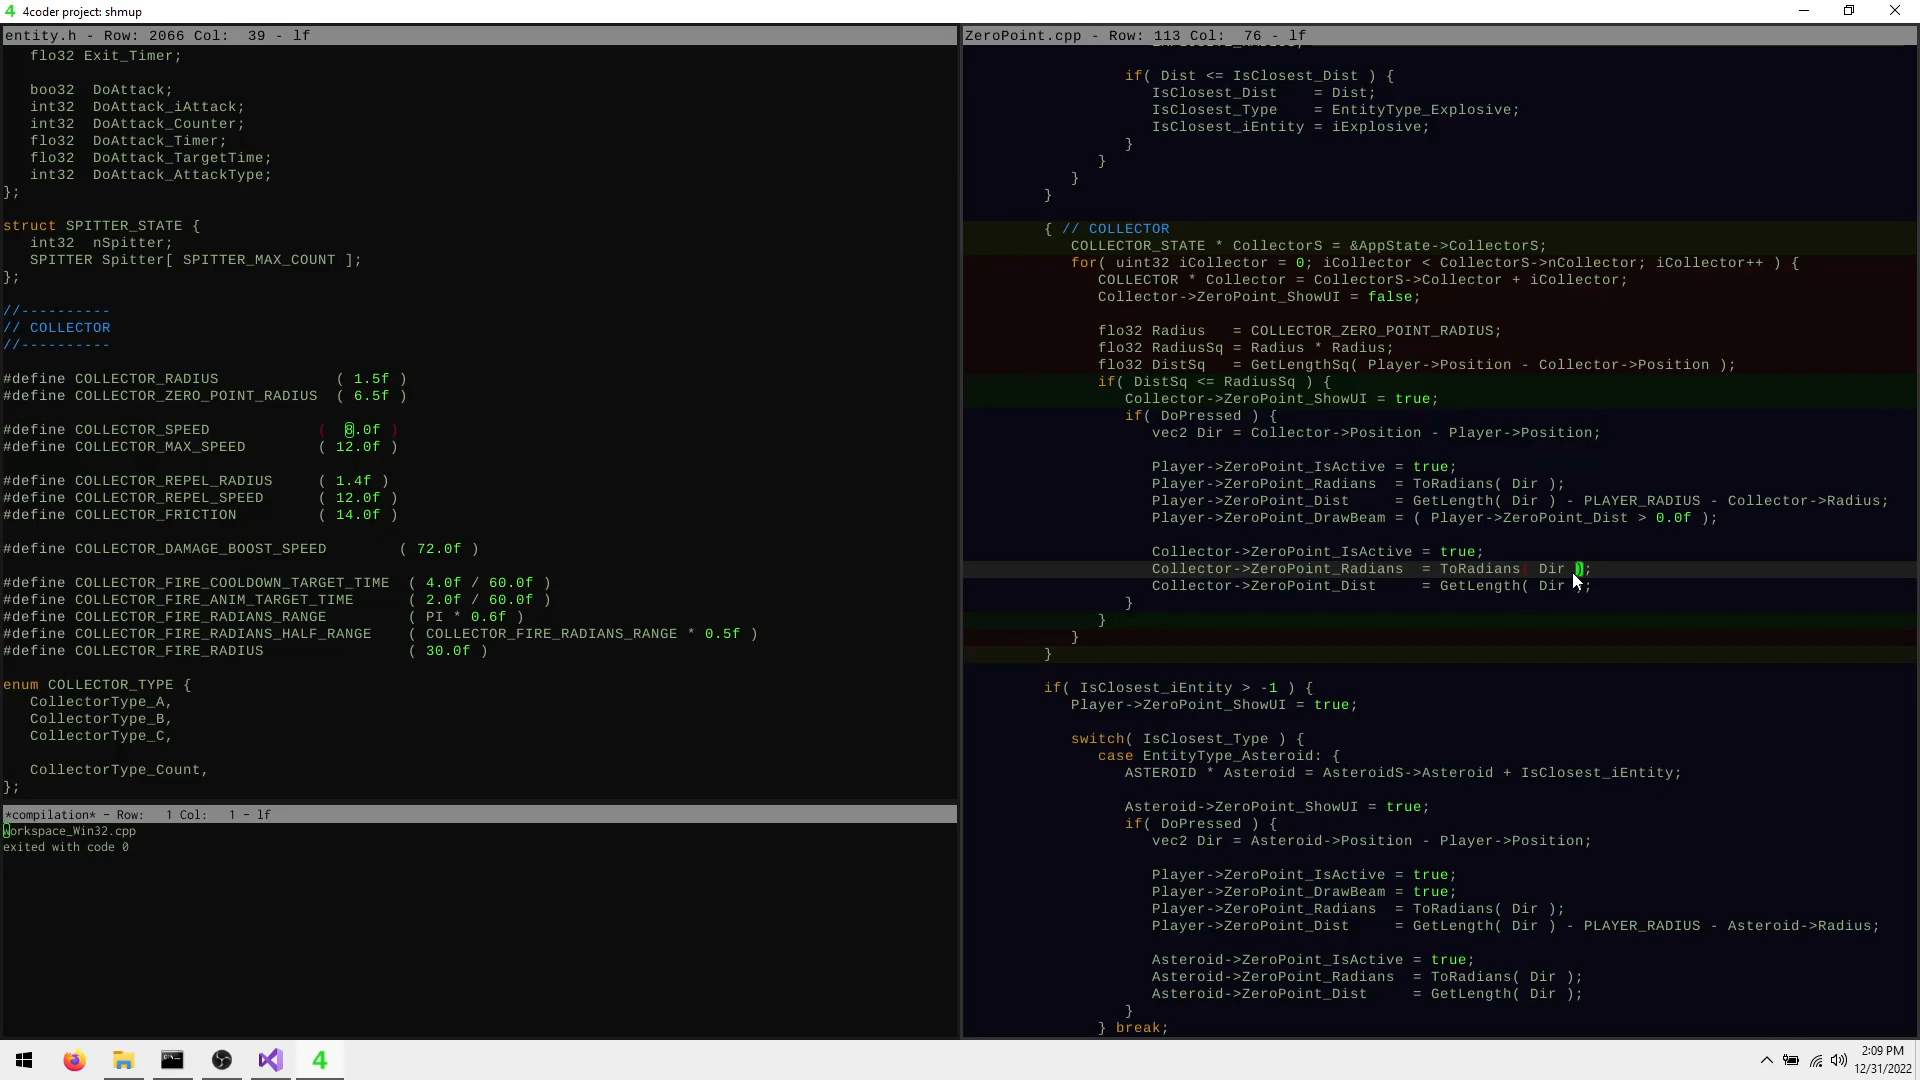 4coder project: shmup
entity.h - Row: 2066 Col:  39 - lf
   flo32 Exit_Timer;
   boo32  DoAttack;
   int32  DoAttack_iAttack;
   int32  DoAttack_Counter;
   flo32  DoAttack_Timer;
   flo32  DoAttack_TargetTime;
   int32  DoAttack_AttackType;
};
struct SPITTER_STATE {
   int32  nSpitter;
   SPITTER Spitter[ SPITTER_MAX_COUNT ];
};
//----------
// COLLECTOR
//----------
#define COLLECTOR_RADIUS             ( 1.5f )
#define COLLECTOR_ZERO_POINT_RADIUS  ( 6.5f )
#define COLLECTOR_SPEED            (  8.0f )
#define COLLECTOR_MAX_SPEED        ( 12.0f )
#define COLLECTOR_REPEL_RADIUS     ( 1.4f )
#define COLLECTOR_REPEL_SPEED      ( 12.0f )
#define COLLECTOR_FRICTION         ( 14.0f )
#define COLLECTOR_DAMAGE_BOOST_SPEED        ( 72.0f )
#define COLLECTOR_FIRE_COOLDOWN_TARGET_TIME  ( 4.0f / 60.0f )
#define COLLECTOR_FIRE_ANIM_TARGET_TIME      ( 2.0f / 60.0f )
#define COLLECTOR_FIRE_RADIANS_RANGE         ( PI * 0.6f )
#define COLLECTOR_FIRE_RADIANS_HALF_RANGE    ( COLLECTOR_FIRE_RADIANS_RANGE * 0.5f )
#define COLLECTOR_FIRE_RADIUS                ( 30.0f )
enum COLLECTOR_TYPE {
   CollectorType_A,
   CollectorType_B,
   CollectorType_C,
   CollectorType_Count,
};
*compilation* - Row:   1 Col:   1 - lf
workspace_Win32.cpp
exited with code 0
ZeroPoint.cpp - Row: 113 Col:  76 - lf
if( Dist <= IsClosest_Dist ) {
   IsClosest_Dist    = Dist;
   IsClosest_Type    = EntityType_Explosive;
   IsClosest_iEntity = iExplosive;
}
}
}
}
{ // COLLECTOR
   COLLECTOR_STATE * CollectorS = &AppState->CollectorS;
   for( uint32 iCollector = 0; iCollector < CollectorS->nCollector; iCollector++ ) {
      COLLECTOR * Collector = CollectorS->Collector + iCollector;
      Collector->ZeroPoint_ShowUI = false;
      flo32 Radius   = COLLECTOR_ZERO_POINT_RADIUS;
      flo32 RadiusSq = Radius * Radius;
      flo32 DistSq   = GetLengthSq( Player->Position - Collector->Position );
      if( DistSq <= RadiusSq ) {
         Collector->ZeroPoint_ShowUI = true;
         if( DoPressed ) {
            vec2 Dir = Collector->Position - Player->Position;
            Player->ZeroPoint_IsActive = true;
            Player->ZeroPoint_Radians  = ToRadians( Dir );
            Player->ZeroPoint_Dist     = GetLength( Dir ) - PLAYER_RADIUS - Collector->Radius;
            Player->ZeroPoint_DrawBeam = ( Player->ZeroPoint_Dist > 0.0f );
            Collector->ZeroPoint_IsActive = true;
            Collector->ZeroPoint_Radians  = ToRadians( Dir );
            Collector->ZeroPoint_Dist     = GetLength( Dir );
         }
      }
   }
}
if( IsClosest_iEntity > -1 ) {
   Player->ZeroPoint_ShowUI = true;
   switch( IsClosest_Type ) {
      case EntityType_Asteroid: {
         ASTEROID * Asteroid = AsteroidS->Asteroid + IsClosest_iEntity;
         Asteroid->ZeroPoint_ShowUI = true;
         if( DoPressed ) {
            vec2 Dir = Asteroid->Position - Player->Position;
            Player->ZeroPoint_IsActive = true;
            Player->ZeroPoint_DrawBeam = true;
            Player->ZeroPoint_Radians  = ToRadians( Dir );
            Player->ZeroPoint_Dist     = GetLength( Dir ) - PLAYER_RADIUS - Asteroid->Radius;
            Asteroid->ZeroPoint_IsActive = true;
            Asteroid->ZeroPoint_Radians  = ToRadians( Dir );
            Asteroid->ZeroPoint_Dist     = GetLength( Dir );
         }
      } break;
2:09 PM
12/31/2022